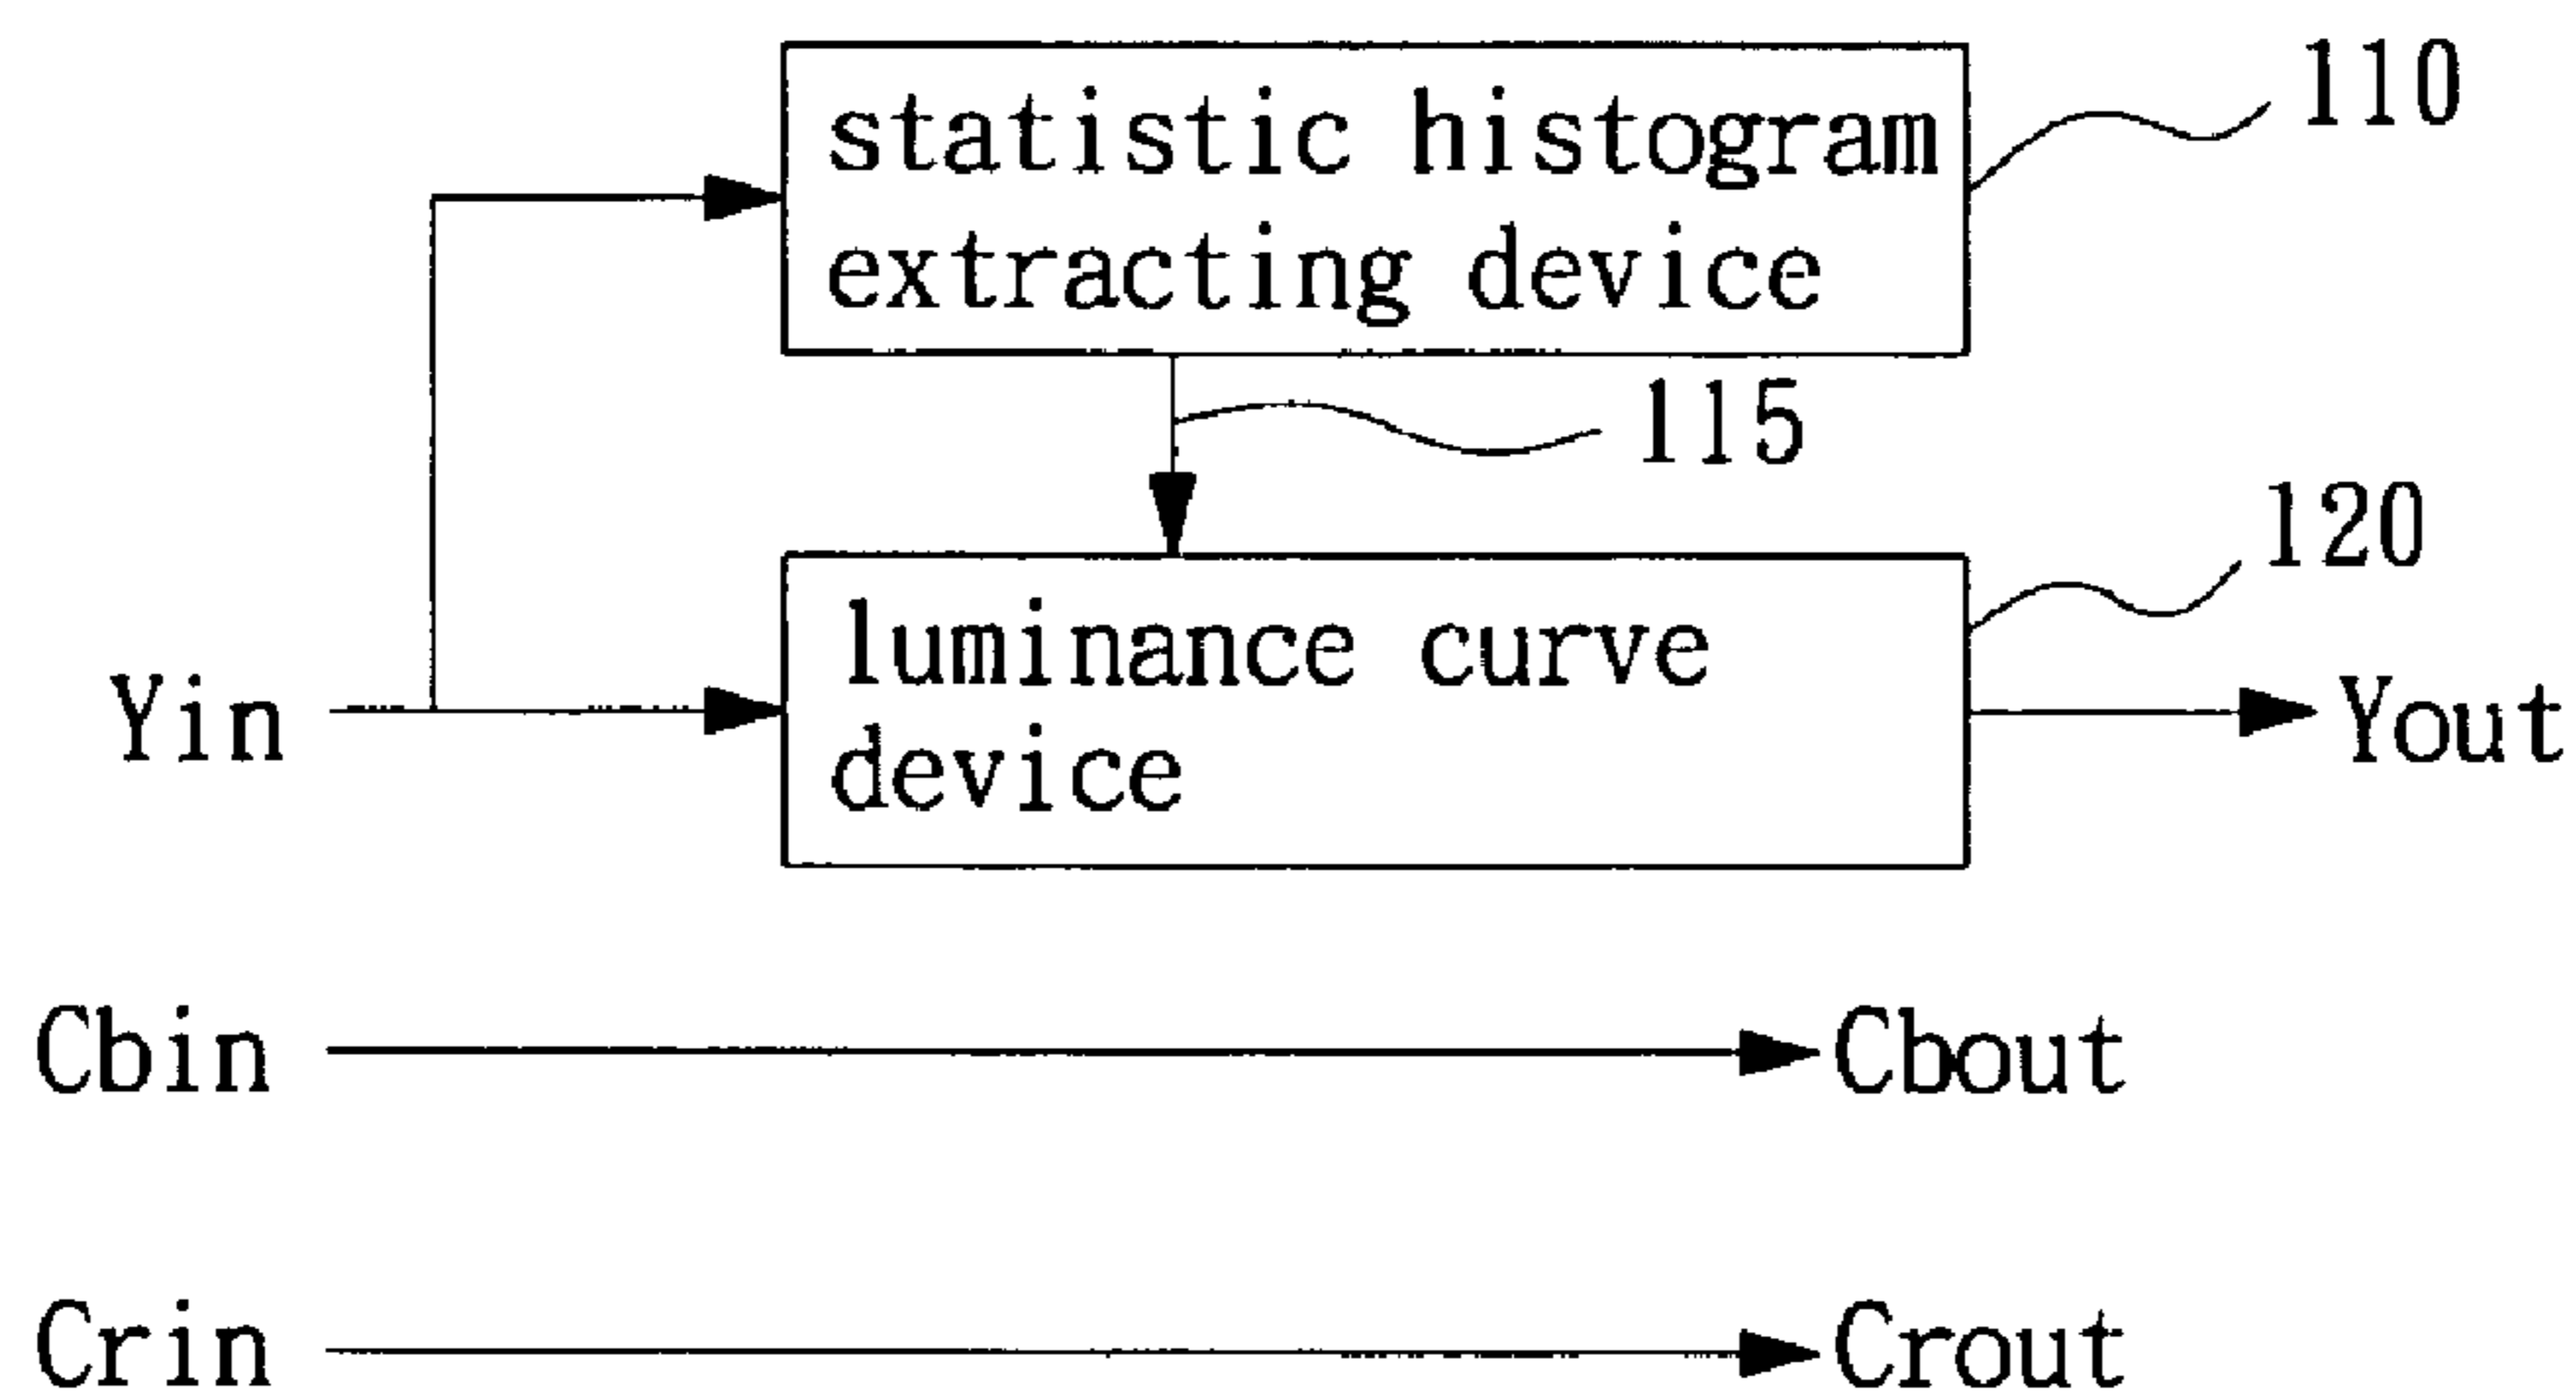 statistic histogram
extracting device
110
115
120
luminance curve
device
Yin
Yout
Cbin
Cbout
Crin
Crout